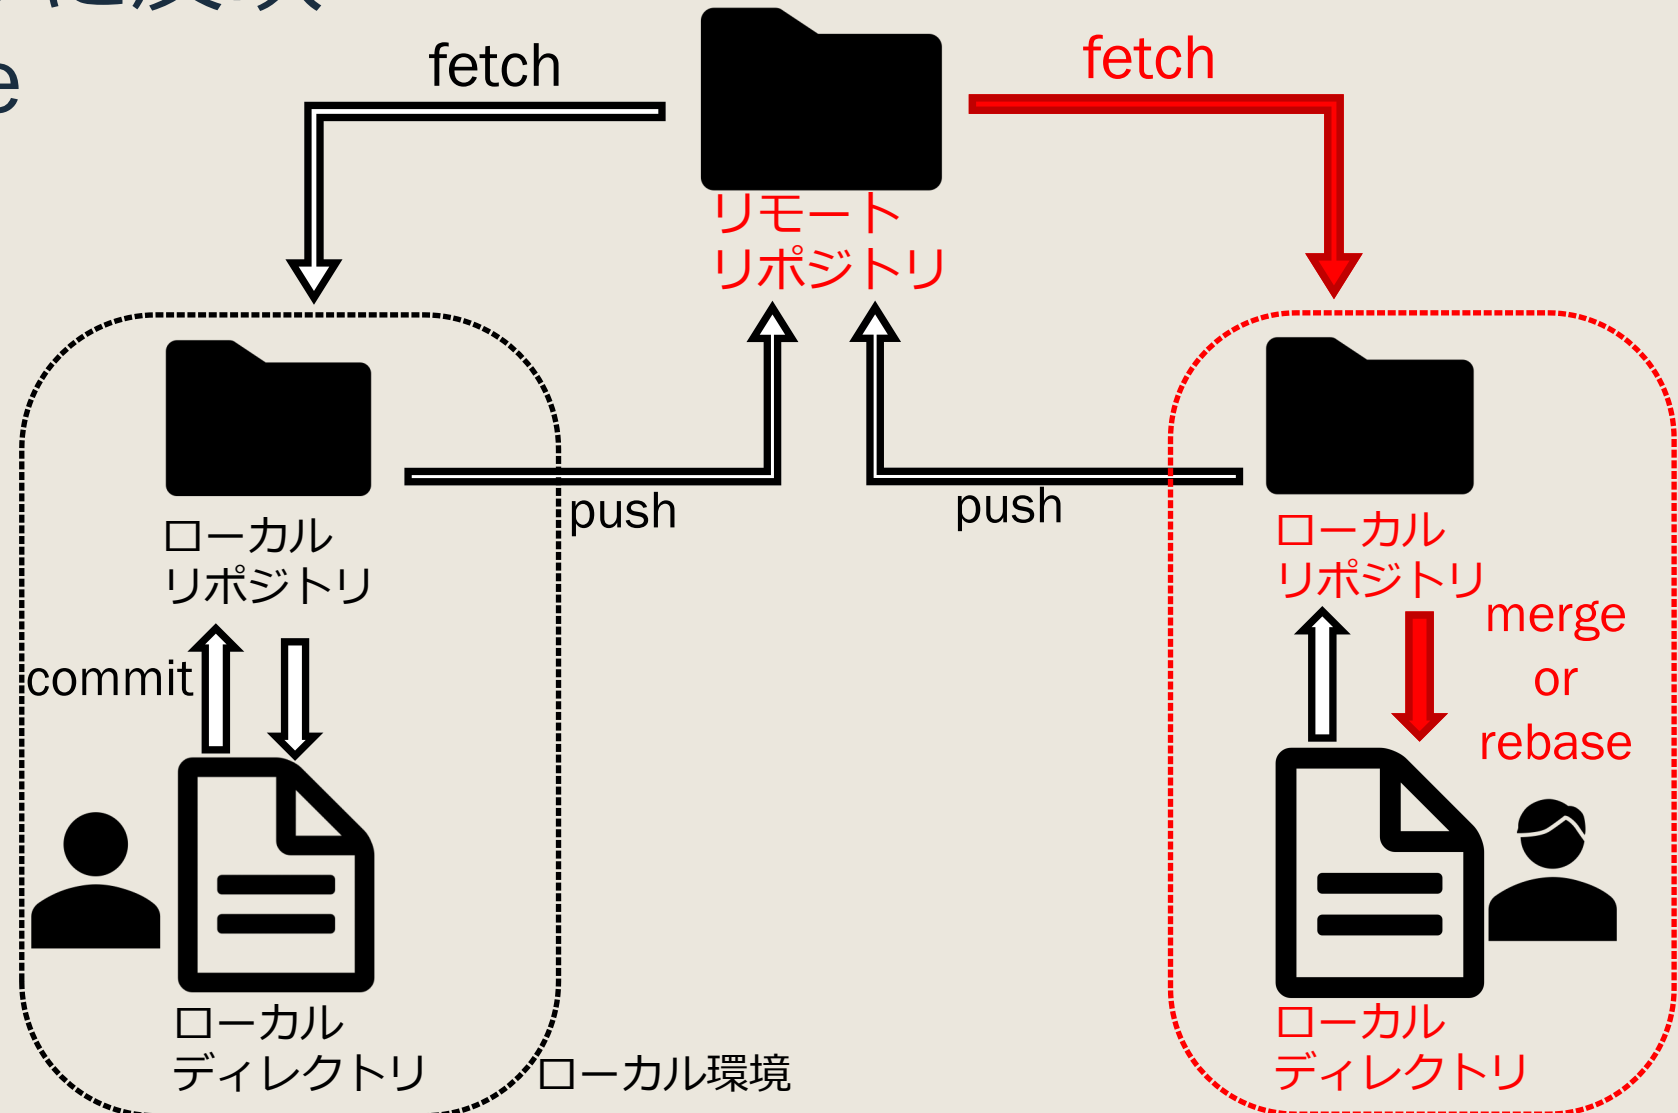 e
fetch
fetch
リモート
リポジトリ
push
push
ローカル
リポジトリ
ローカル
リポジトリ
commit
merge
or
rebase
ローカル
ディレクトリ
ローカル環境
ローカル
ディレクトリ